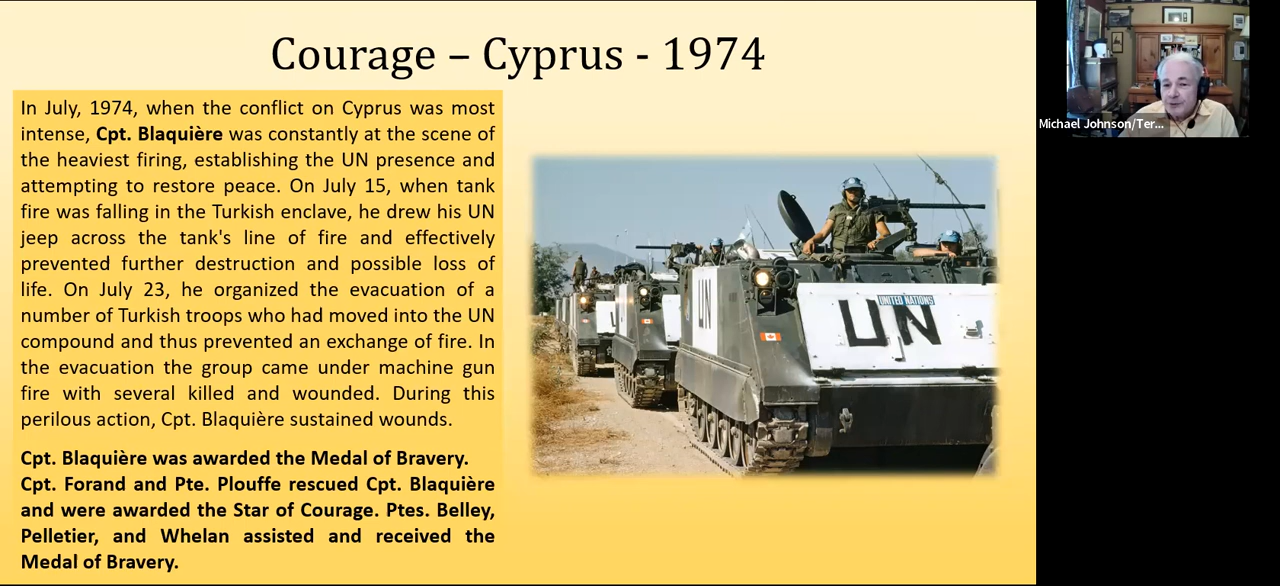 Courage – Cyprus - 1974
In July, 1974, when the conflict on Cyprus was most
intense, Cpt. Blaquière was constantly at the scene of
the heaviest firing, establishing the UN presence and
attempting to restore peace. On July 15, when tank
fire was falling in the Turkish enclave, he drew his UN
jeep across the tank's line of fire and effectively
prevented further destruction and possible loss of
life. On July 23, he organized the evacuation of a
number of Turkish troops who had moved into the UN
compound and thus prevented an exchange of fire. In
the evacuation the group came under machine gun
fire with several killed and wounded. During this
perilous action, Cpt. Blaquière sustained wounds.
Cpt. Blaquière was awarded the Medal of Bravery.
Cpt. Forand and Pte. Plouffe rescued Cpt. Blaquière
and were awarded the Star of Courage. Ptes. Belley,
Pelletier, and Whelan assisted and received the
Medal of Bravery.
UN
UNITED NATIONS
UN
Michael Johnson/Ter...